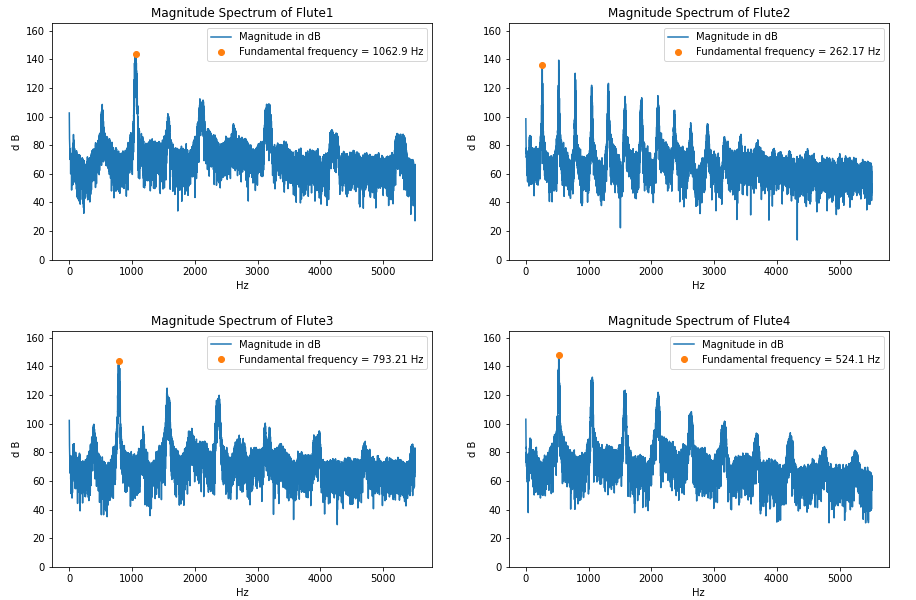 Magnitude Spectrum of Flute1
160
140
120
100
80
60
40
20
0
d B
Magnitude in dB
Fundamental frequency = 1062.9 Hz
0 1000 2000 3000 4000 5000
Hz
Magnitude Spectrum of Flute2
160
140
120
100
80
60
40
20
0
d B
Magnitude in dB
Fundamental frequency = 262.17 Hz
0 1000 2000 3000 4000 5000
Hz
Magnitude Spectrum of Flute3
160
140
120
100
80
60
40
20
0
d B
Magnitude in dB
Fundamental frequency = 793.21 Hz
0 1000 2000 3000 4000 5000
Hz
Magnitude Spectrum of Flute4
160
140
120
100
80
60
40
20
0
d B
Magnitude in dB
Fundamental frequency = 524.1 Hz
0 1000 2000 3000 4000 5000
Hz